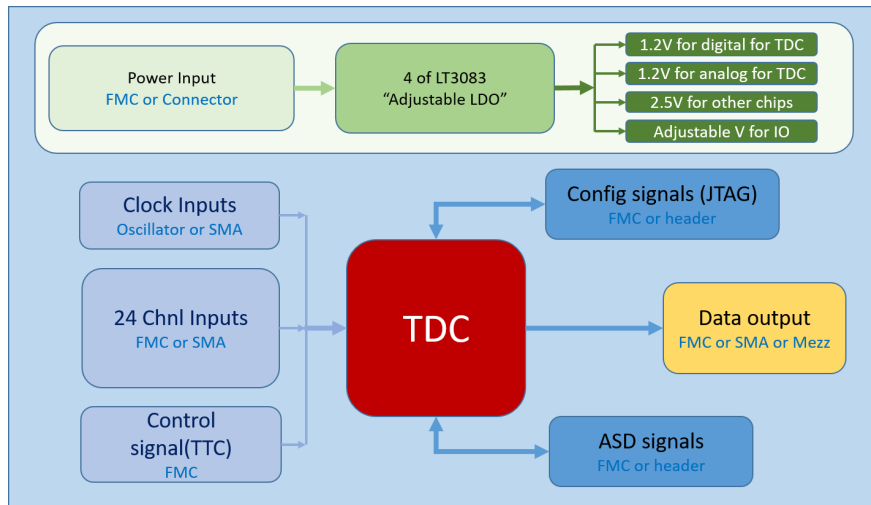 Power Input
FMC or Connector
4 of LT3083
“Adjustable LDO”
1.2V for digital for TDC
1.2V for analog for TDC
2.5V for other chips
Adjustable V for IO
Clock Inputs
Oscillator or SMA
24 Chnl Inputs
FMC or SMA
Control
signal(TTC)
FMC
TDC
Config signals (JTAG)
FMC or header
Data output
FMC or SMA or Mezz
ASD signals
FMC or header